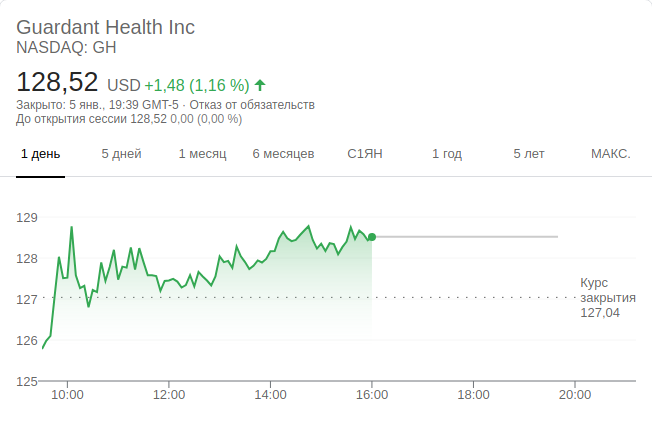 Guardant Health Inc
NASDAQ: GH
128,52 USD +1,48 (1,16 %)
Закрыто: 5 янв., 19:39 GMT-5 · Отказ от обязательств
До открытия сессии 128,52 0,00 (0,00 %)
1 день 5 дней 1 месяц 6 месяцев С1ЯН 1 год 5 лет МАКС.
129
128
127
126
125
Курс
закрытия
127,04
10:00 12:00 14:00 16:00 18:00 20:00